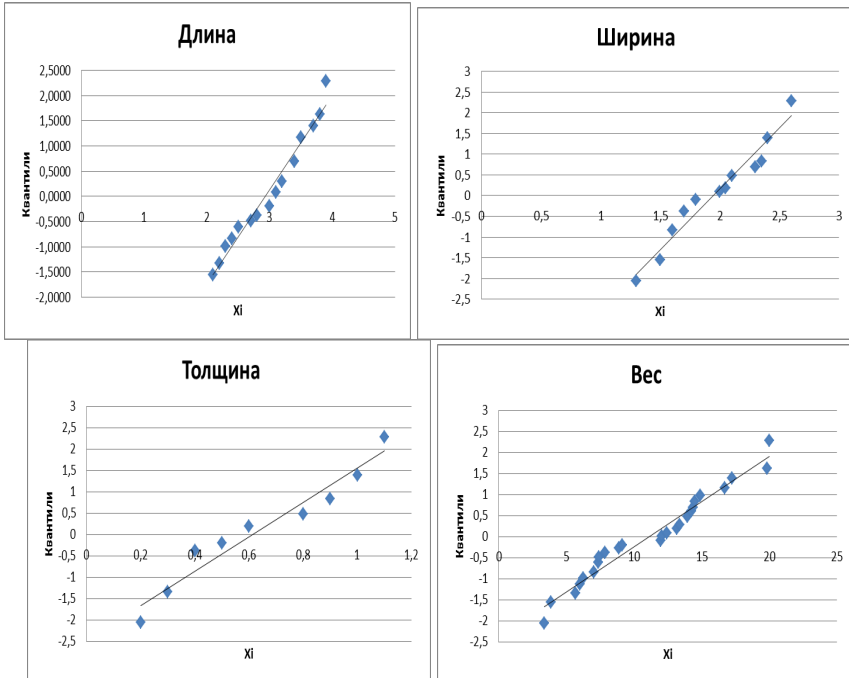 Длина
Квантили
2,5000
2,0000
1,5000
1,0000
0,5000
0,0000
-0,5000
-1,0000
-1,5000
-2,0000
0 1 2 3 4 5
Xi
Ширина
Квантили
3
2,5
2
1,5
1
0,5
0
-0,5
-1
-1,5
-2
-2,5
0 0,5 1 1,5 2 2,5 3
Xi
Толщина
Квантили
3
2,5
2
1,5
1
0,5
0
-0,5
-1
-1,5
-2
-2,5
0 0,2 0,4 0,6 0,8 1 1,2
Xi
Вес
Квантили
3
2,5
2
1,5
1
0,5
0
-0,5
-1
-1,5
-2
-2,5
0 5 10 15 20 25
Xi